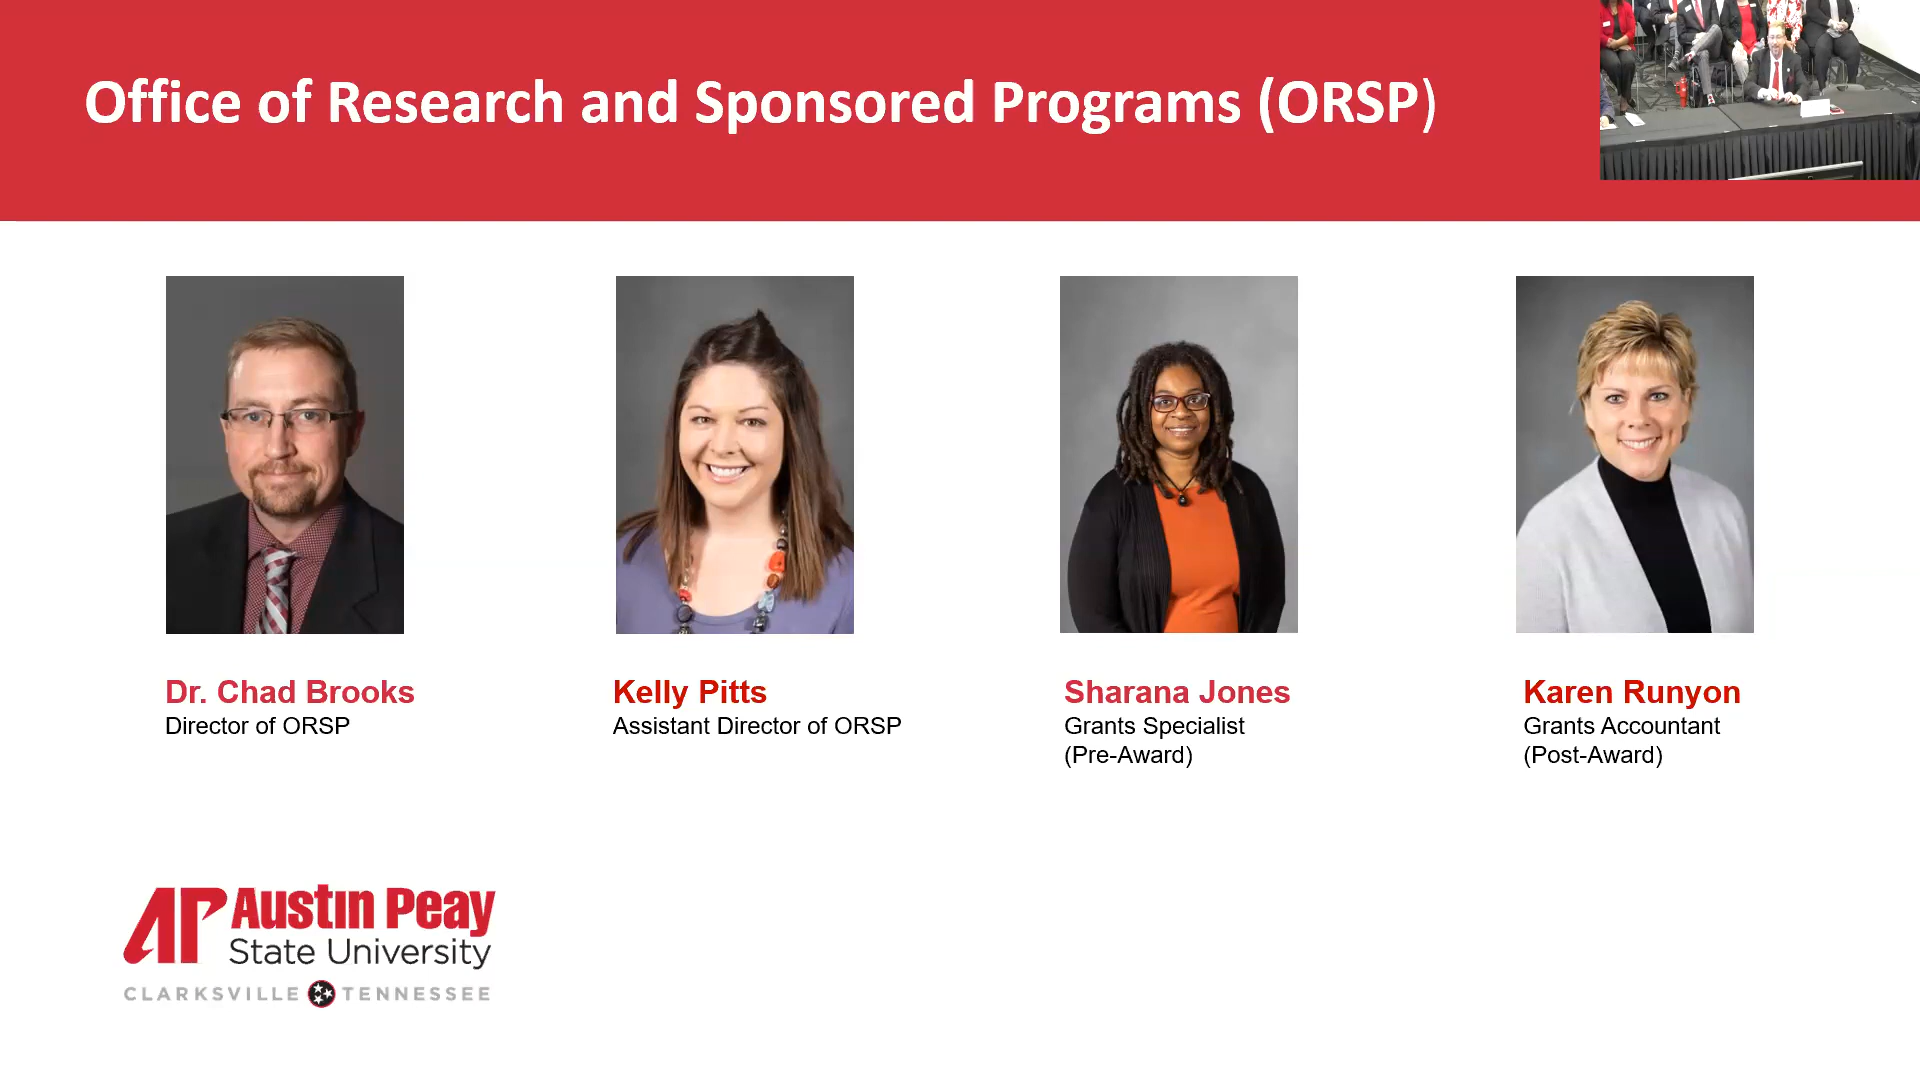 Office of Research and Sponsored Programs (ORSP)
Dr. Chad Brooks
Director of ORSP
Kelly Pitts
Assistant Director of ORSP
Sharana Jones
Grants Specialist
(Pre-Award)
Karen Runyon
Grants Accountant
(Post-Award)
AP Austin Peay
State University
CLARKSVILLE TENNESSEE